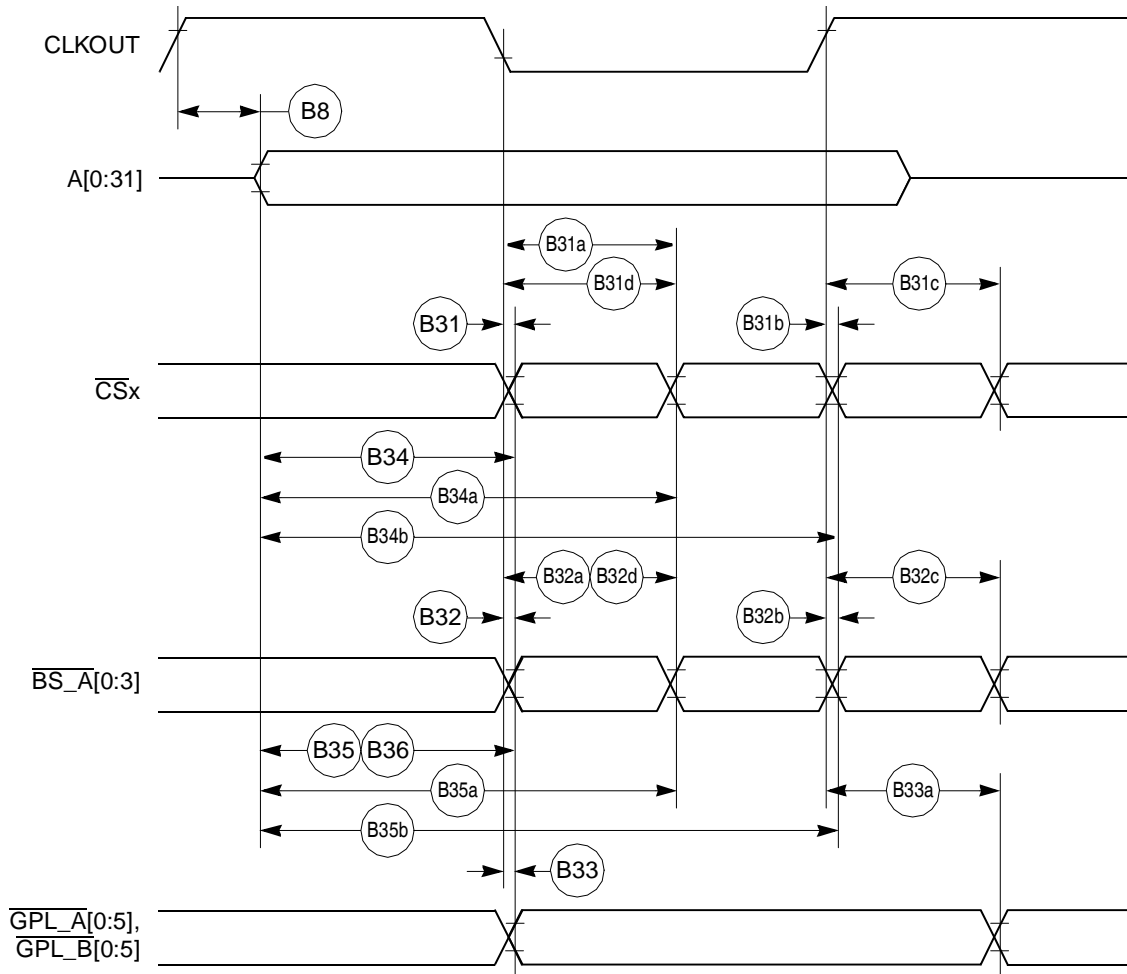 CLKOUT
B8
A[0:31]
B31a
B31d
B31c
B31
B31b
CSx
B34
B34a
B34b
B32a B32d
B32c
B32
B32b
BS_A[0:3]
B35 B36
B35a
B33a
B35b
B33
GPL_A[0:5],
GPL_B[0:5]